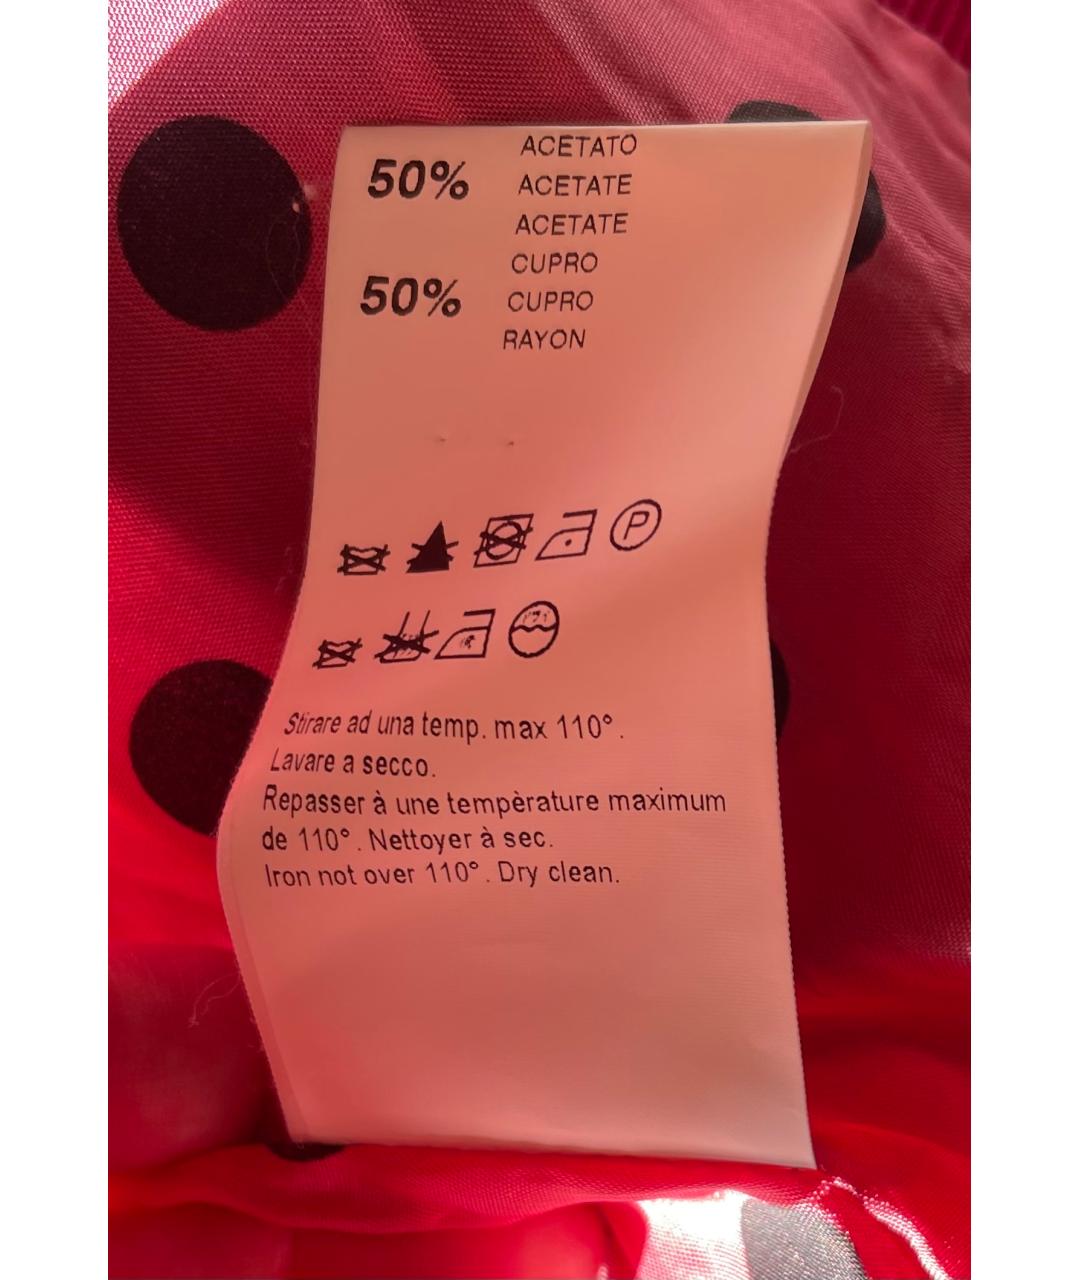 50%
ACETATO
ACETATE
ACETATE
50%
CUPRO
CUPRO
RAYON
P
Stirare ad una temp. max 110°.
Lavare a secco.
Repasser à une tempèrature maximum
de 110°. Nettoyer à sec.
Iron not over 110°. Dry clean.